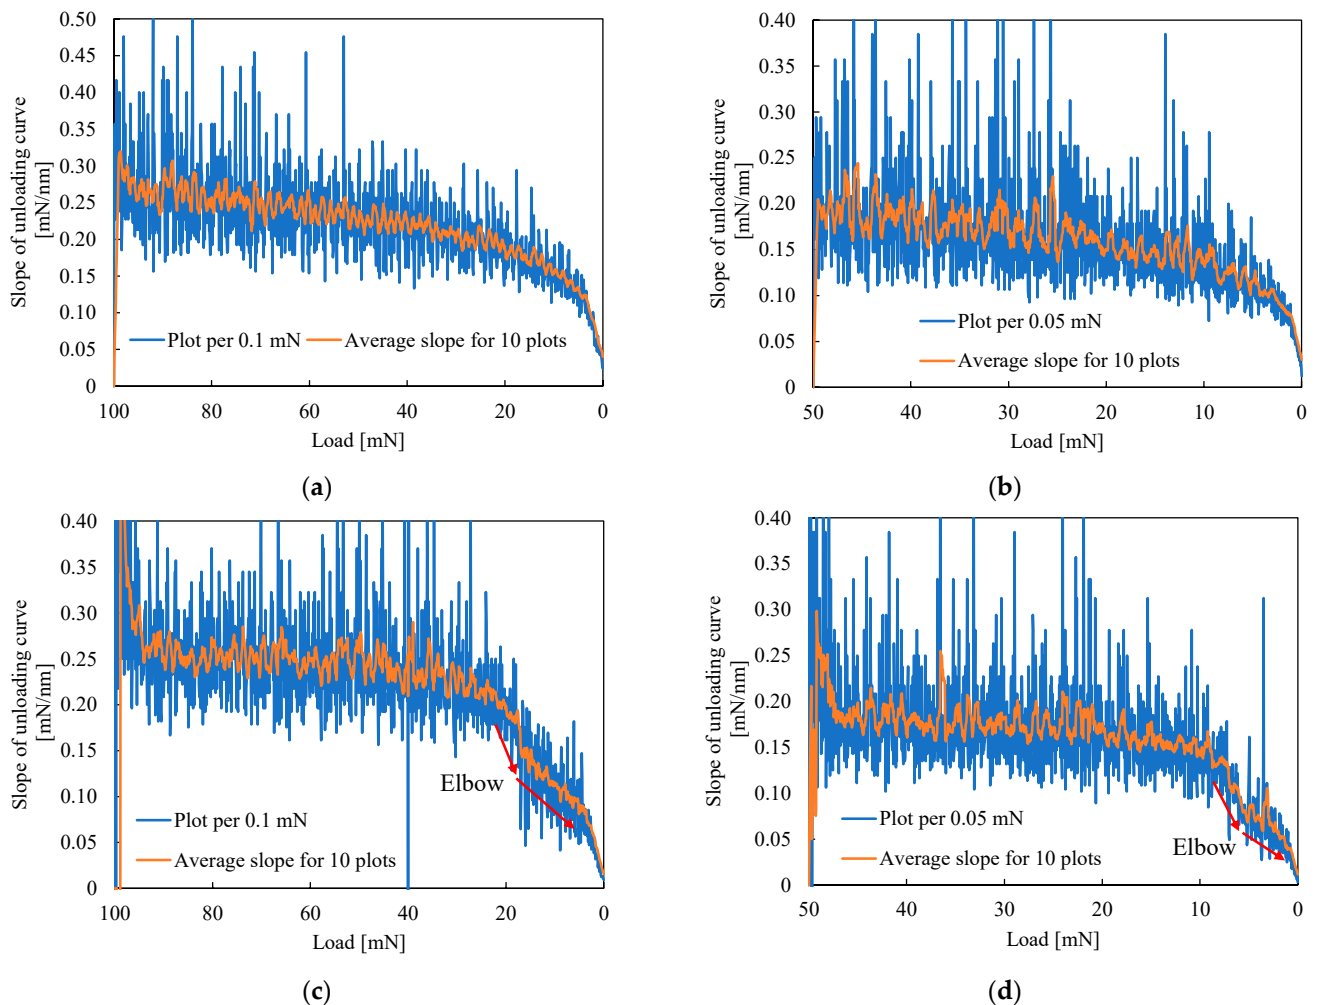 0.50
0.45
0.40
0.35
0.30
0.25
0.20
0.15
0.10
0.05
0
Slope of unloading curve
[mN/nm]
Plot per 0.1 mN
Average slope for 10 plots
100 80 60 40 20 0
Load [mN]
(a)
0.40
0.35
0.30
0.25
0.20
0.15
0.10
0.05
0
Slope of unloading curve
[mN/nm]
Plot per 0.05 mN
Average slope for 10 plots
50 40 30 20 10 0
Load [mN]
(b)
0.40
0.35
0.30
0.25
0.20
0.15
0.10
0.05
0
Slope of unloading curve
[mN/nm]
Elbow
Plot per 0.1 mN
Average slope for 10 plots
100 80 60 40 20 0
Load [mN]
(c)
0.40
0.35
0.30
0.25
0.20
0.15
0.10
0.05
0
Slope of unloading curve
[mN/nm]
Plot per 0.05 mN
Elbow
Average slope for 10 plots
50 40 30 20 10 0
Load [mN]
(d)